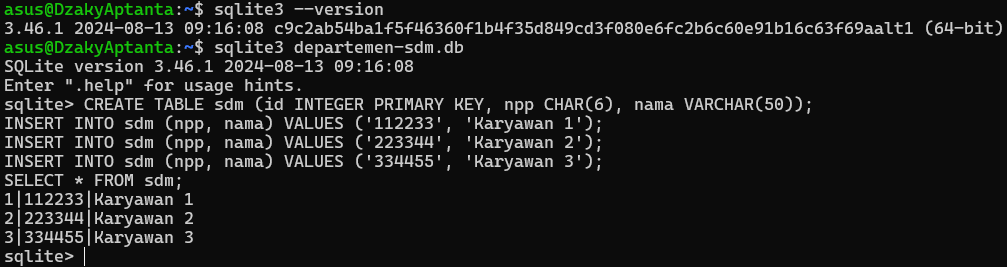 asus@DzakyAptanta:~$ sqlite3 --version
3.46.1 2024-08-13 09:16:08 c9c2ab54ba1f5f46360f1b4f35d849cd3f080e6fc2b6c60e91b16c63f69aalt1 (64-bit)
asus@DzakyAptanta:~$ sqlite3 departemen-sdm.db
SQLite version 3.46.1 2024-08-13 09:16:08
Enter ".help" for usage hints.
sqlite> CREATE TABLE sdm (id INTEGER PRIMARY KEY, npp CHAR(6), nama VARCHAR(50));
INSERT INTO sdm (npp, nama) VALUES ('112233', 'Karyawan 1');
INSERT INTO sdm (npp, nama) VALUES ('223344', 'Karyawan 2');
INSERT INTO sdm (npp, nama) VALUES ('334455', 'Karyawan 3');
SELECT * FROM sdm;
1|112233|Karyawan 1
2|223344|Karyawan 2
3|334455|Karyawan 3
sqlite>